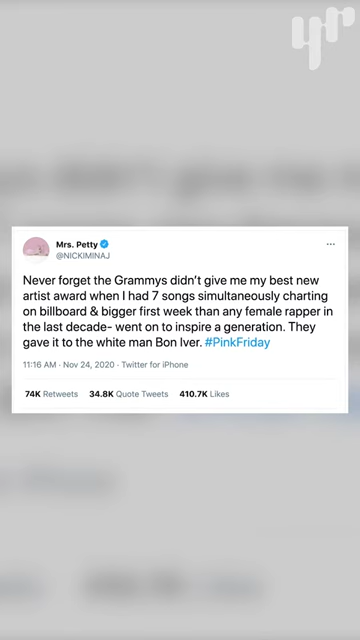 Mrs. Petty
@NICKIMINAJ
Never forget the Grammys didn't give me my best new
artist award when I had 7 songs simultaneously charting
on billboard & bigger first week than any female rapper in
the last decade- went on to inspire a generation. They
gave it to the white man Bon Iver. #PinkFriday
11:16 AM · Nov 24, 2020 · Twitter for iPhone
74K Retweets 34.8K Quote Tweets 410.7K Likes